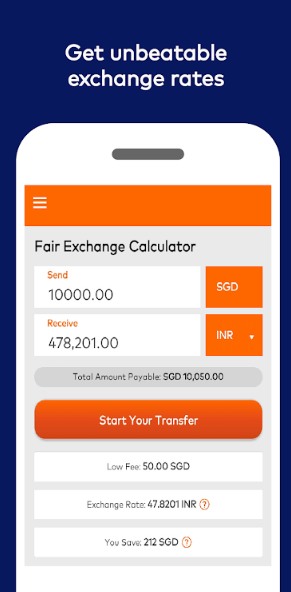 Get unbeatable
exchange rates
Fair Exchange Calculator
Send
10000.00
SGD
Receive
478,201.00
INR
Total Amount Payable: SGD 10,050.00
Start Your Transfer
Low Fee: 50.00 SGD
Exchange Rate: 47.8201 INR ?
You Save: 212 SGD ?